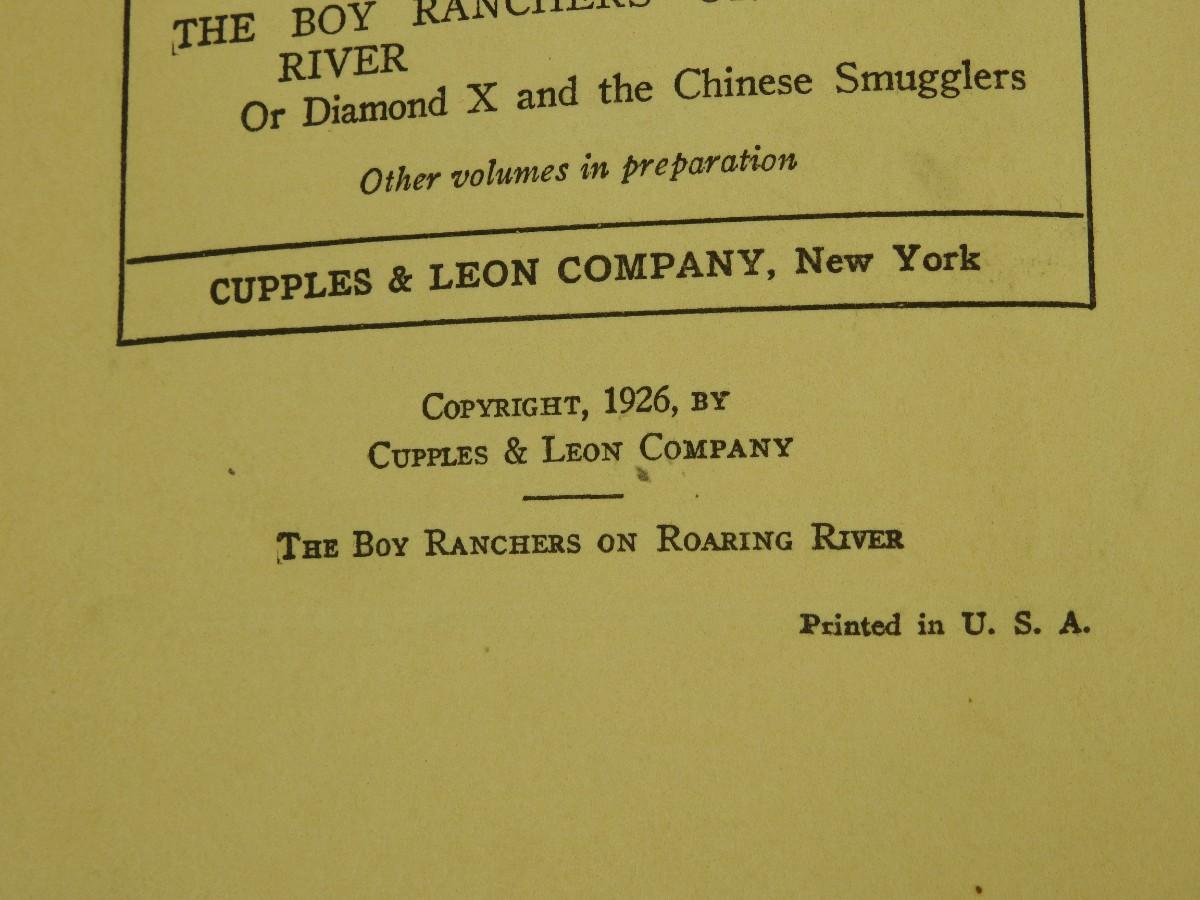 THE BOY RANCHERS
RIVER
Or Diamond X and the Chinese Smugglers
Other volumes in preparation
CUPPLES & LEON COMPANY, New York
COPYRIGHT, 1926, BY
CUPPLES & LEON COMPANY
THE BOY RANCHERS ON ROARING RIVER
Printed in U. S. A.